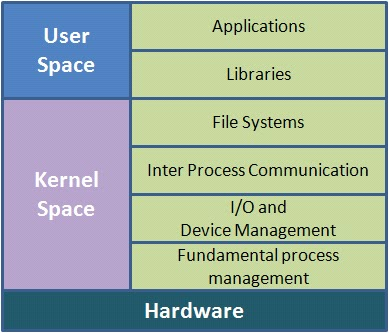 User
Space
Applications
Libraries
Kernel
Space
File Systems
Inter Process Communication
I/O and
Device Management
Fundamental process
management
Hardware